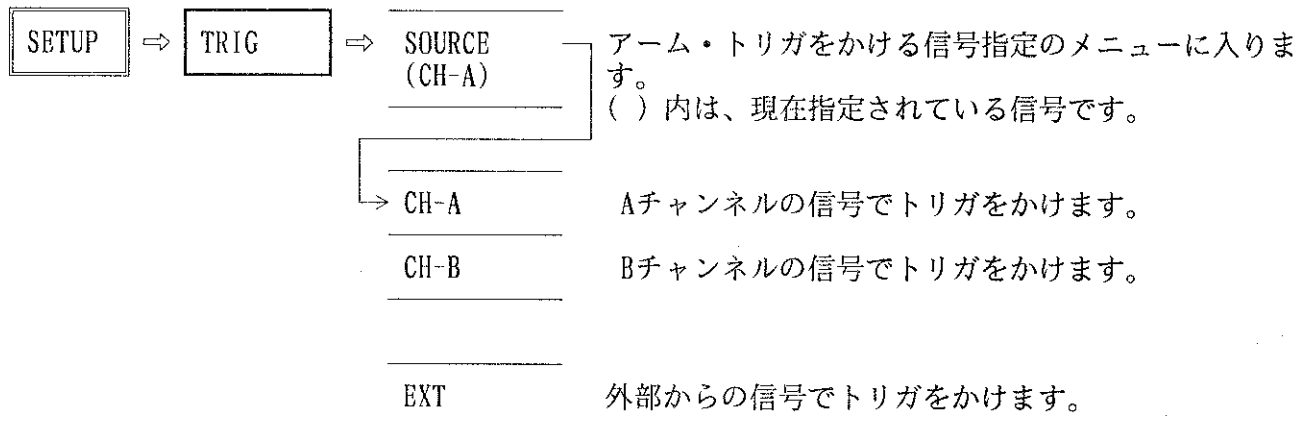 SETUP ⇨ TRIG ⇨ SOURCE アーム・トリガをかける信号指定のメニューに入りま
(CH-A) す。
( ) 内は、現在指定されている信号です。
CH-A Aチャンネルの信号でトリガをかけます。
CH-B Bチャンネルの信号でトリガをかけます。
EXT 外部からの信号でトリガをかけます。